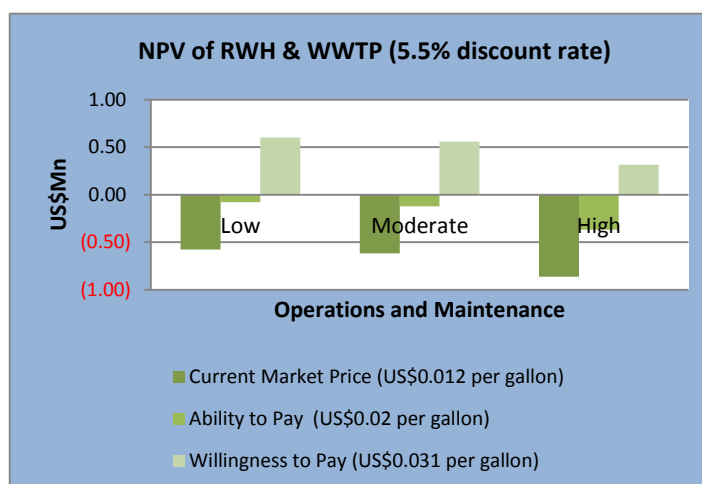 NPV of RWH & WWTP (5.5% discount rate)
1.00
0.50
0.00
(0.50)
(1.00)
US$Mn
Low Moderate High
Operations and Maintenance
Current Market Price (US$0.012 per gallon)
Ability to Pay (US$0.02 per gallon)
Willingness to Pay (US$0.031 per gallon)